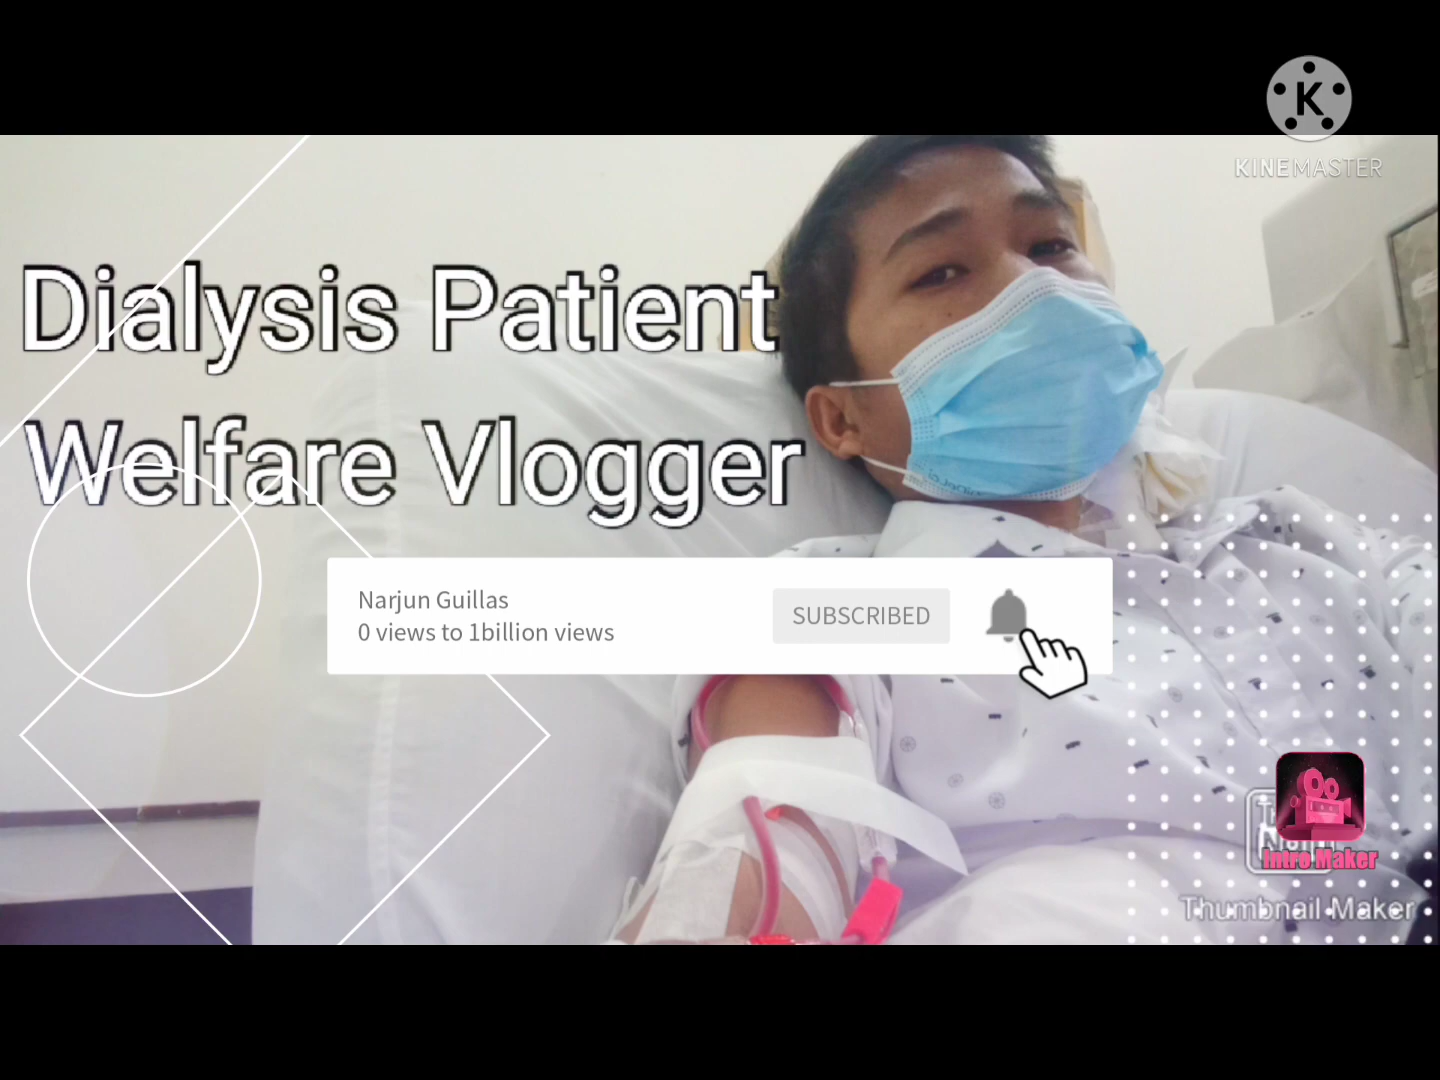 KINEMASTER
Dialysis Patient
Welfare Vlogger
Narjun Guillas
0 views to 1billion views
SUBSCRIBED
Intro Maker
Thumbnail Maker